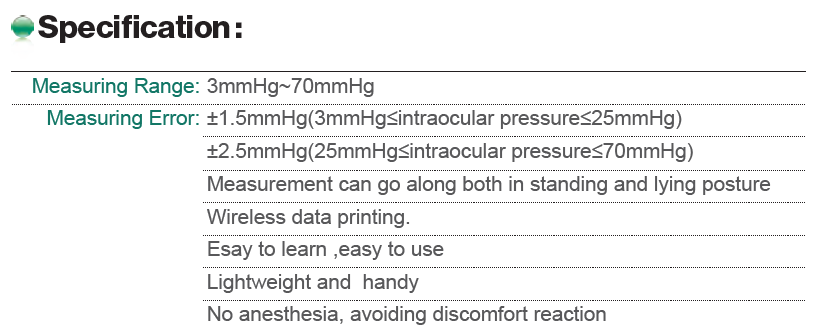 Specification:
Measuring Range: 3mmHg~70mmHg
Measuring Error: ±1.5mmHg(3mmHg≤intraocular pressure≤25mmHg)
±2.5mmHg(25mmHg≤intraocular pressure≤70mmHg)
Measurement can go along both in standing and lying posture
Wireless data printing.
Esay to learn ,easy to use
Lightweight and  handy
No anesthesia, avoiding discomfort reaction